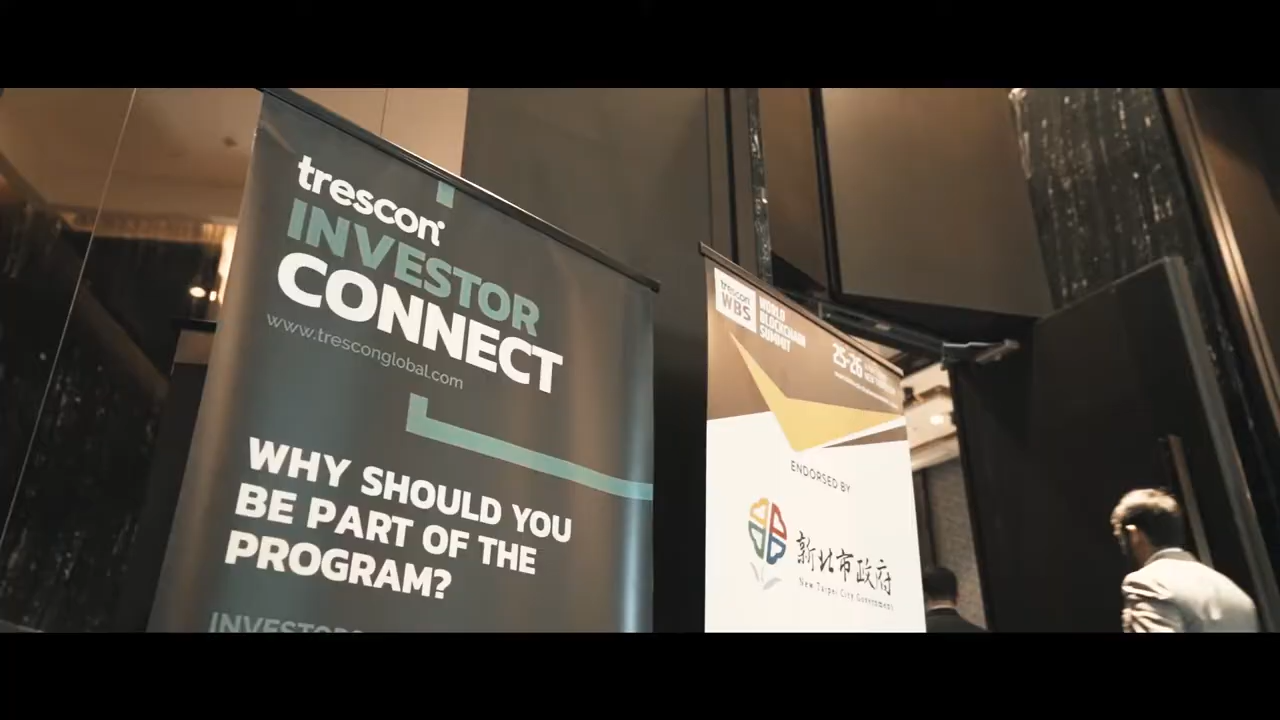 trescon
INVESTOR
CONNECT
www.tresconglobal.com
WHY SHOULD YOU
BE PART OF THE
PROGRAM?
INVESTORS
trescon
WBS
WORLD
BLOCKCHAIN
SUMMIT
25-26
ENDORSED BY
新北市政府
New Taipei City Government